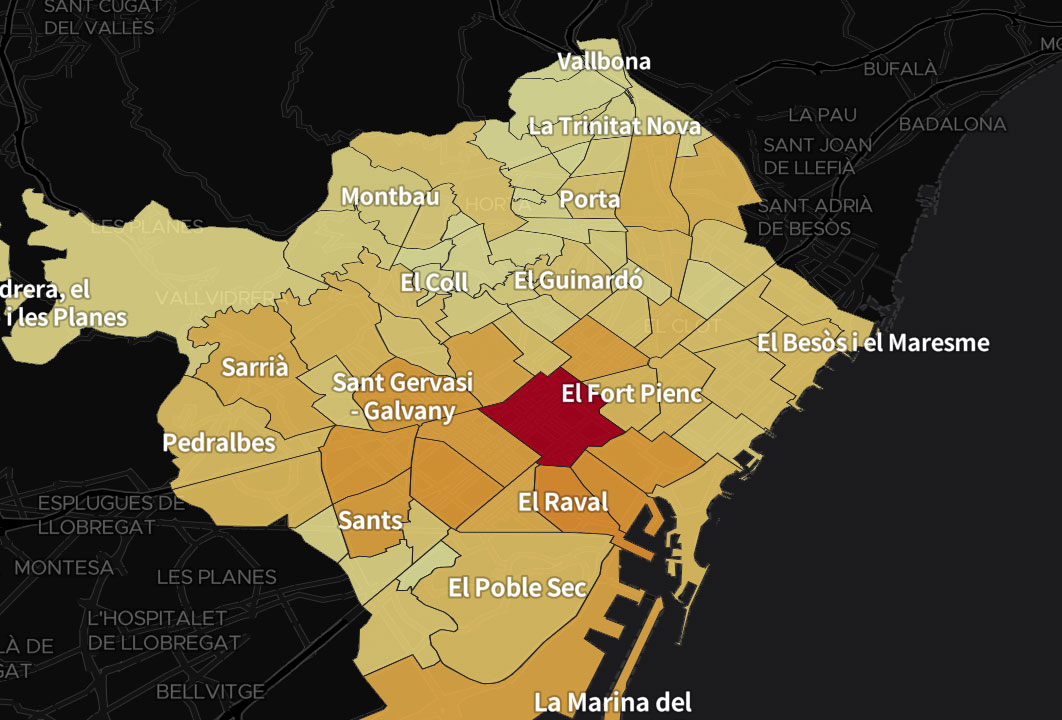 SANT CUGAT
DEL VALLÈS
Vallbona
BUFALÀ
LA PAU
BADALONA
La Trinitat Nova
SANT JOAN
DE LLEFIÀ
Montbau
HORTA
Porta
SANT ADRIÀ
DE BESÒS
LES PLANES
El Coll
El Guinardó
drera, el
i les Planes
VALLVIDRERA
EL CLOT
El Besòs i el Maresme
Sarrià
Sant Gervasi
- Galvany
El Fort Pienc
Pedralbes
ESPLUGUES DE
LLOBREGAT
El Raval
Sants
MONTESA
LES PLANES
El Poble Sec
L'HOSPITALET
DE LLOBREGAT
LÀ DE
GAT
BELLVITGE
La Marina del